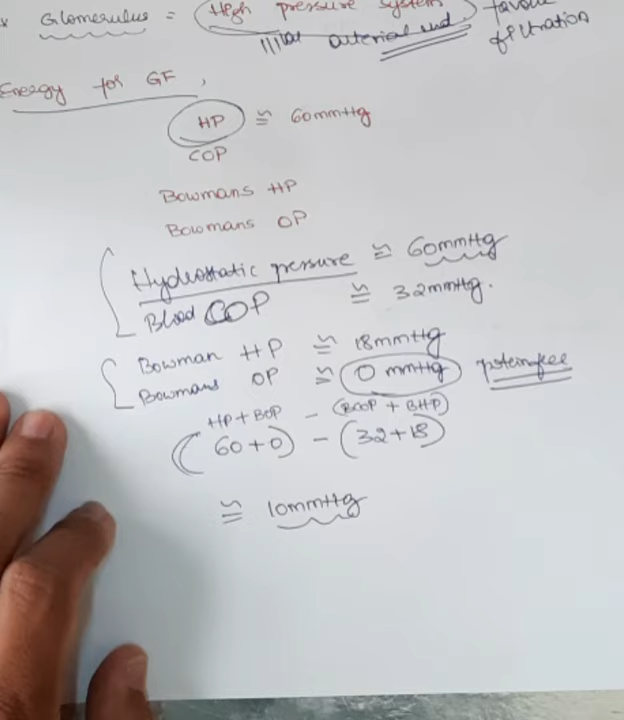 * Glomerulus = High pressure system favour
arterial end filtration
Energy for GF,
HP ≅ 60mmHg
COP
Bowmans HP
Bowmans OP
Hydrostatic pressure ≅ 60mmHg
Blood COP ≅ 32mmHg.
Bowman HP ≅ 18mmHg
Bowmans OP ≅ 0 mmHg proteinfree
HP + BOP - (BCOP + BHP)
(60+0) - (32+18)
≅ 10mmHg